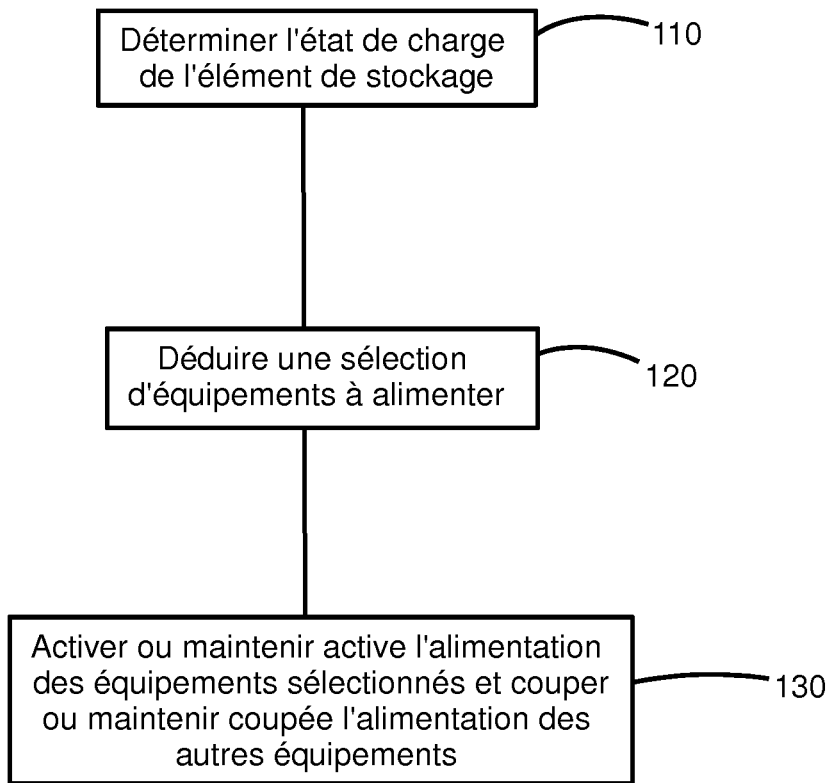 Déterminer l'état de charge
de l'élément de stockage
110
Déduire une sélection
d'équipements à alimenter
120
Activer ou maintenir active l'alimentation
des équipements sélectionnés et couper
ou maintenir coupée l'alimentation des
autres équipements
130